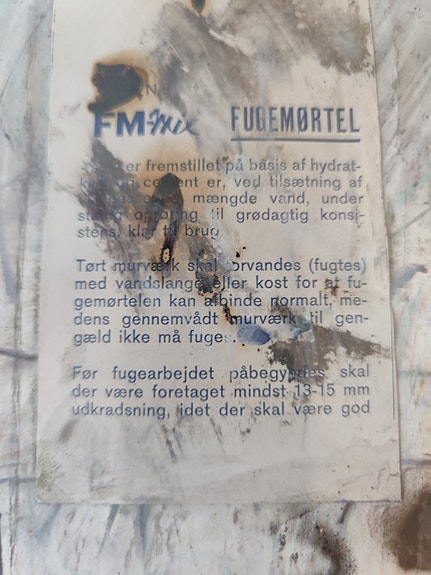 FM-mix FUGEMØRTEL
er fremstillet på basis af hydrat-
og cement er, ved tilsætning af
mængde vand, under
omrøring til grødagtig konsi-
stens, klar til brug
Tørt murværk skal forvandes (fugtes)
med vandslange eller kost for at fu-
gemørtelen kan afbinde normalt, me-
dens gennemvådt murværk til gen-
gæld ikke må fuges.
Før fugearbejdet påbegyndes skal
der være foretaget mindst 13-15 mm
udkradsning, idet der skal være god